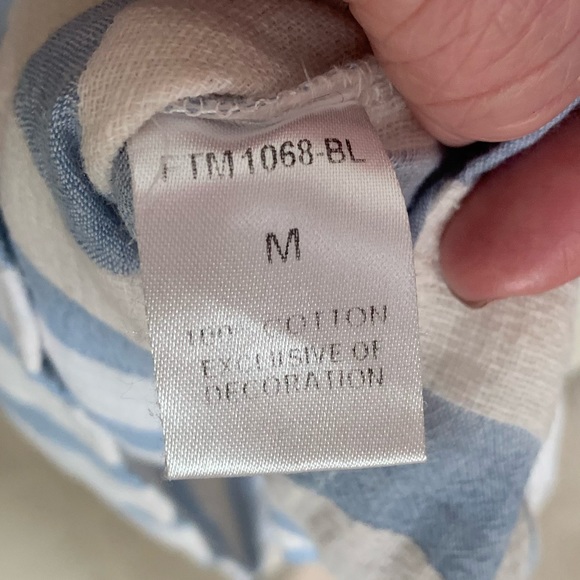 FTM1068-BL
M
100% COTTON
EXCLUSIVE OF
DECORATION